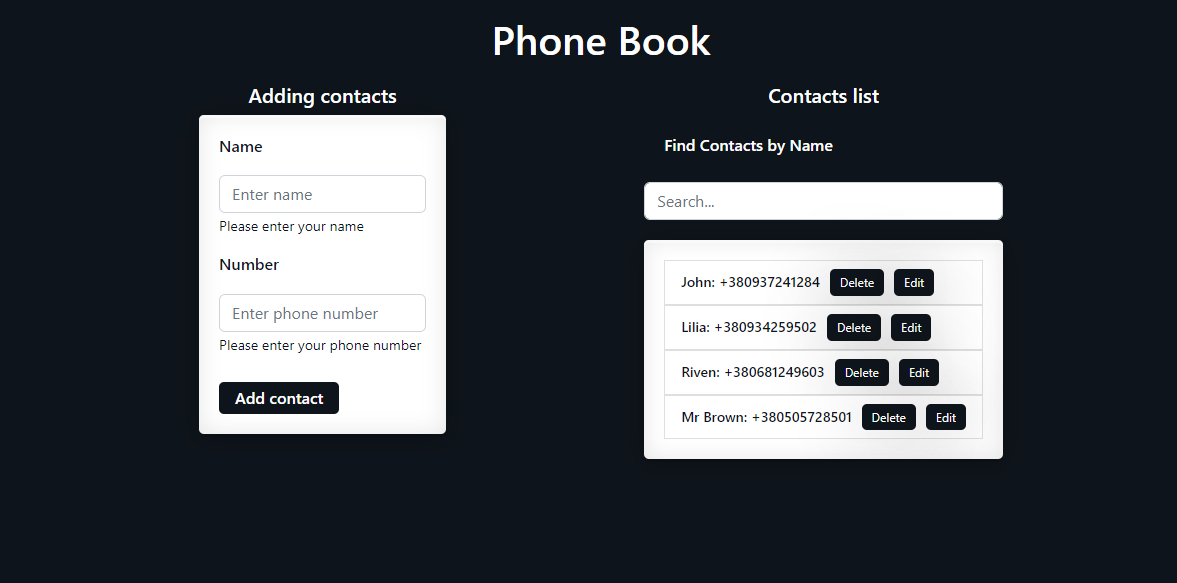 Phone Book
Adding contacts
Name
Enter name
Please enter your name
Number
Enter phone number
Please enter your phone number
Add contact
Contacts list
Find Contacts by Name
Search...
John: +380937241284 Delete Edit
Lilia: +380934259502 Delete Edit
Riven: +380681249603 Delete Edit
Mr Brown: +380505728501 Delete Edit